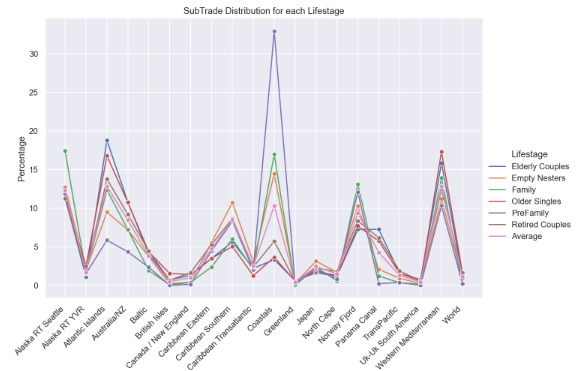 SubTrade Distribution for each Lifestage
Percentage
30
25
20
15
10
5
0
Alaska RT Seattle
Alaska RT YVR
Atlantic Islands
Australia/NZ
Baltic
British Isles
Canada / New England
Caribbean Eastern
Caribbean Southern
Caribbean Transatlantic
Coastals
Greenland
Japan
North Cape
Norway Fjord
Panama Canal
TransPacific
Uk-Uk South America
Western Mediterranean
World
Lifestage
Elderly Couples
Empty Nesters
Family
Older Singles
PreFamily
Retired Couples
Average